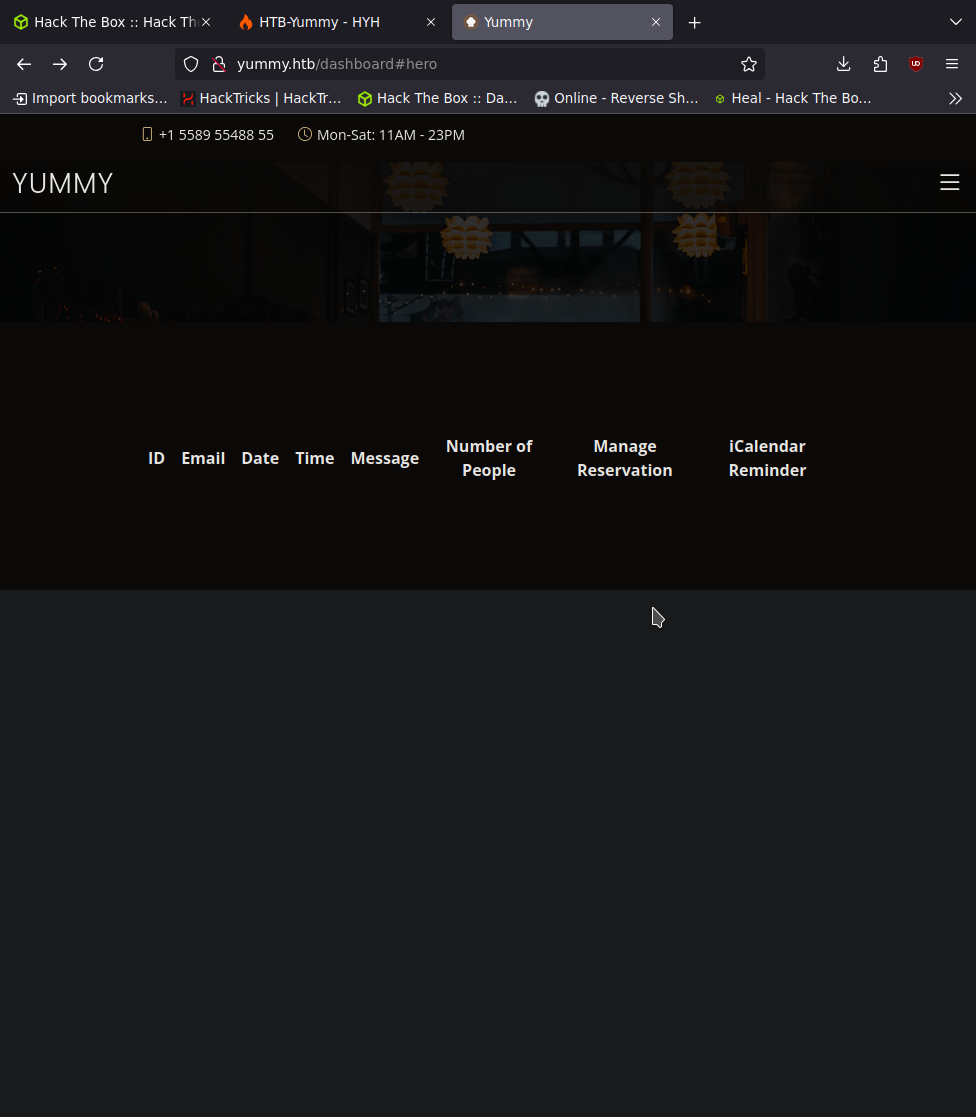 Hack The Box :: Hack Th
HTB-Yummy - HYH
Yummy
yummy.htb/dashboard#hero
Import bookmarks...
HackTricks | HackTr...
Hack The Box :: Da...
Online - Reverse Sh...
Heal - Hack The Bo...
+1 5589 55488 55
Mon-Sat: 11AM - 23PM
YUMMY
ID
Email
Date
Time
Message
Number of
People
Manage
Reservation
iCalendar
Reminder